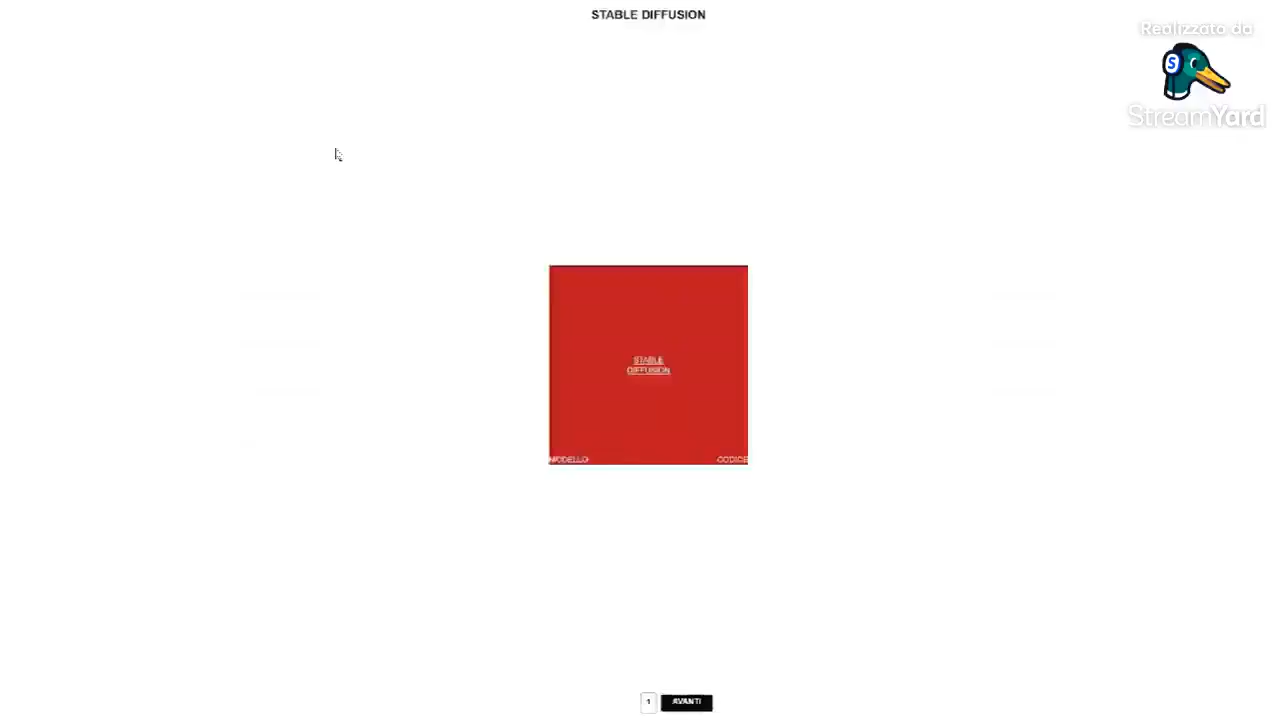 STABLE DIFFUSION
Realizzato da
S
StreamYard
STABLE
DIFFUSION
MODELLO
CODICE
1
AVANTI